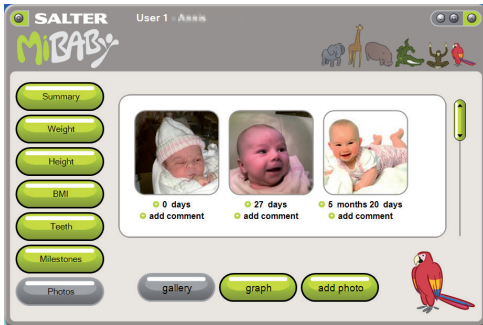 SALTER
User 1
MiBABy
Summary
Weight
Height
BMI
Teeth
Milestones
Photos
0 days
27 days
5 months 20 days
add comment
add comment
add comment
gallery
graph
add photo